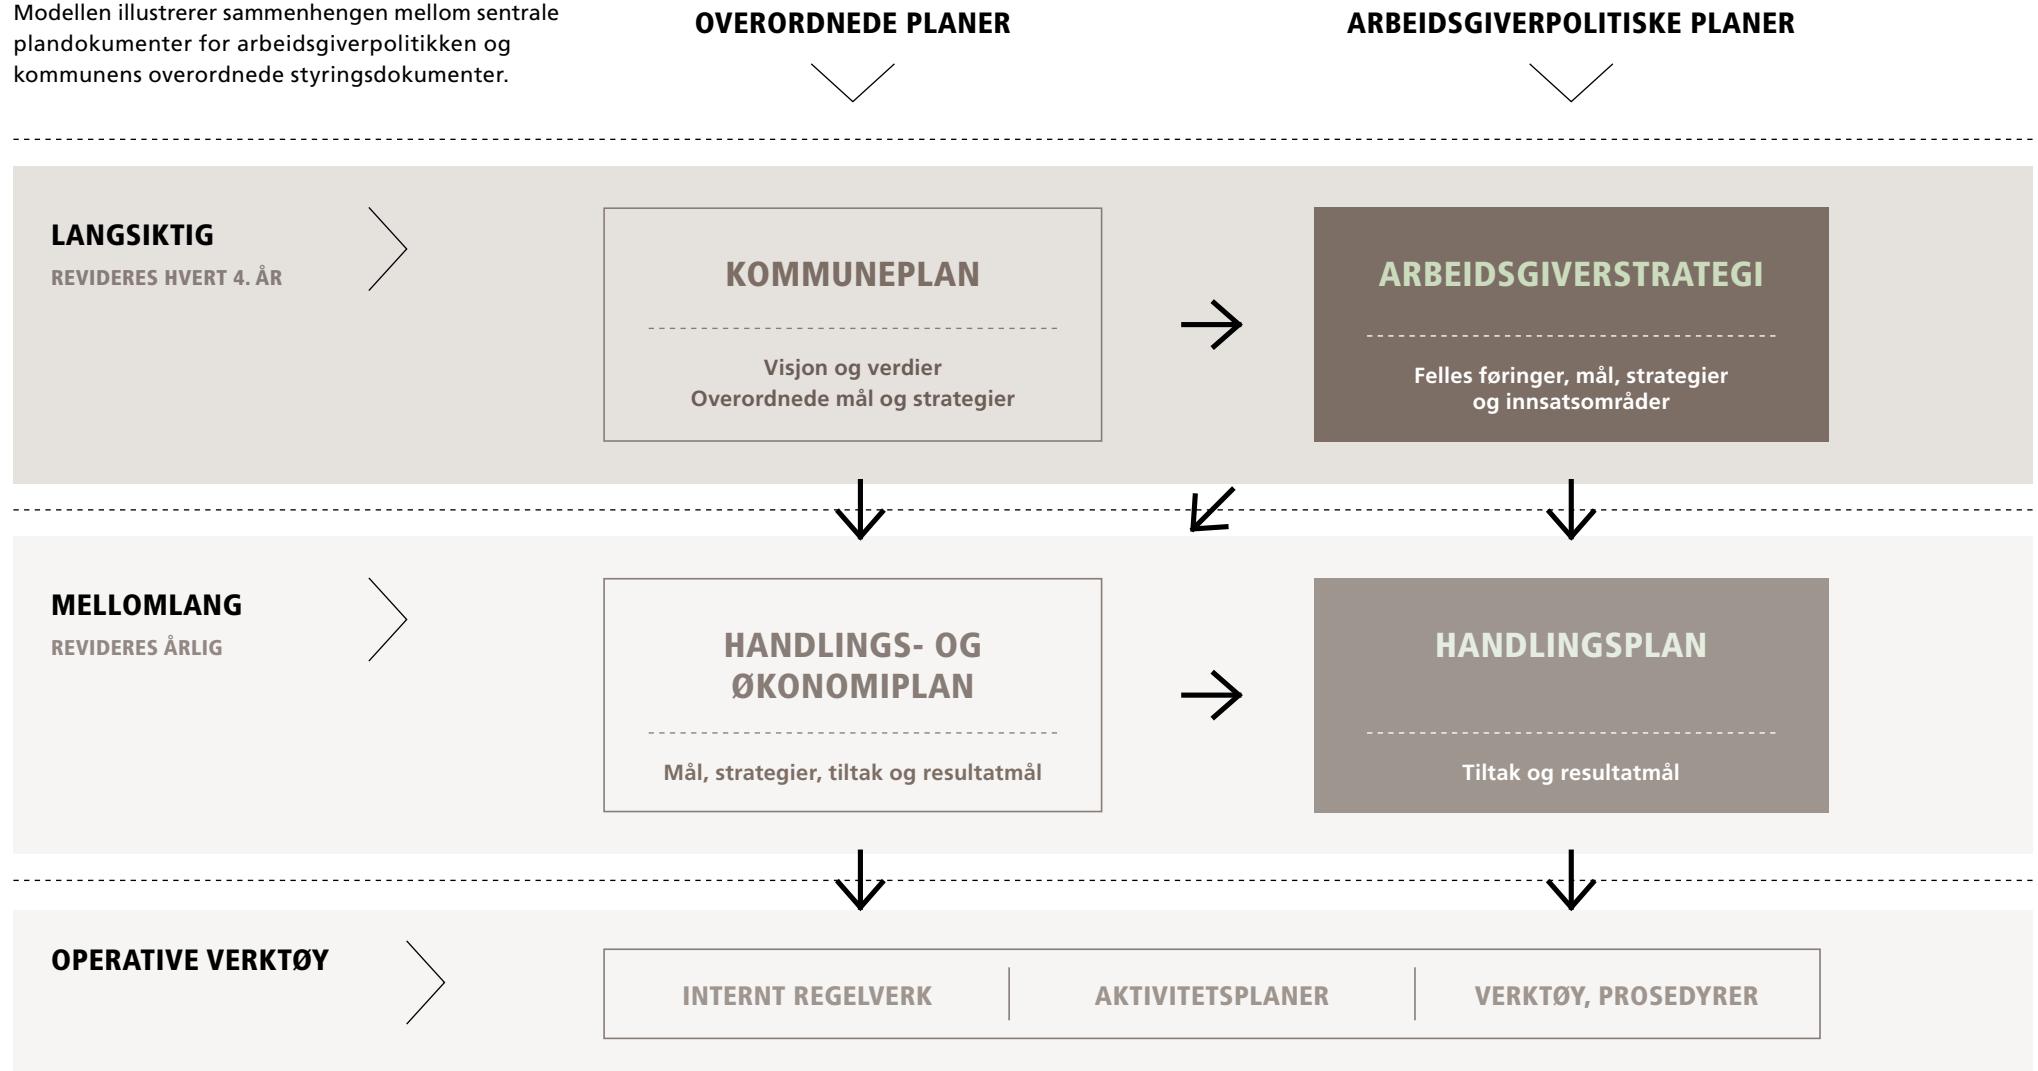 Modellen illustrerer sammenhengen mellom sentrale
plandokumenter for arbeidsgiverpolitikken og
kommunens overordnede styringsdokumenter.
OVERORDNEDE PLANER
ARBEIDSGIVERPOLITISKE PLANER
LANGSIKTIG
REVIDERES HVERT 4. ÅR
KOMMUNEPLAN
Visjon og verdier
Overordnede mål og strategier
ARBEIDSGIVERSTRATEGI
Felles føringer, mål, strategier
og innsatsområder
MELLOMLANG
REVIDERES ÅRLIG
HANDLINGS- OG
ØKONOMIPLAN
Mål, strategier, tiltak og resultatmål
HANDLINGSPLAN
Tiltak og resultatmål
OPERATIVE VERKTØY
INTERNT REGELVERK
AKTIVITETSPLANER
VERKTØY, PROSEDYRER